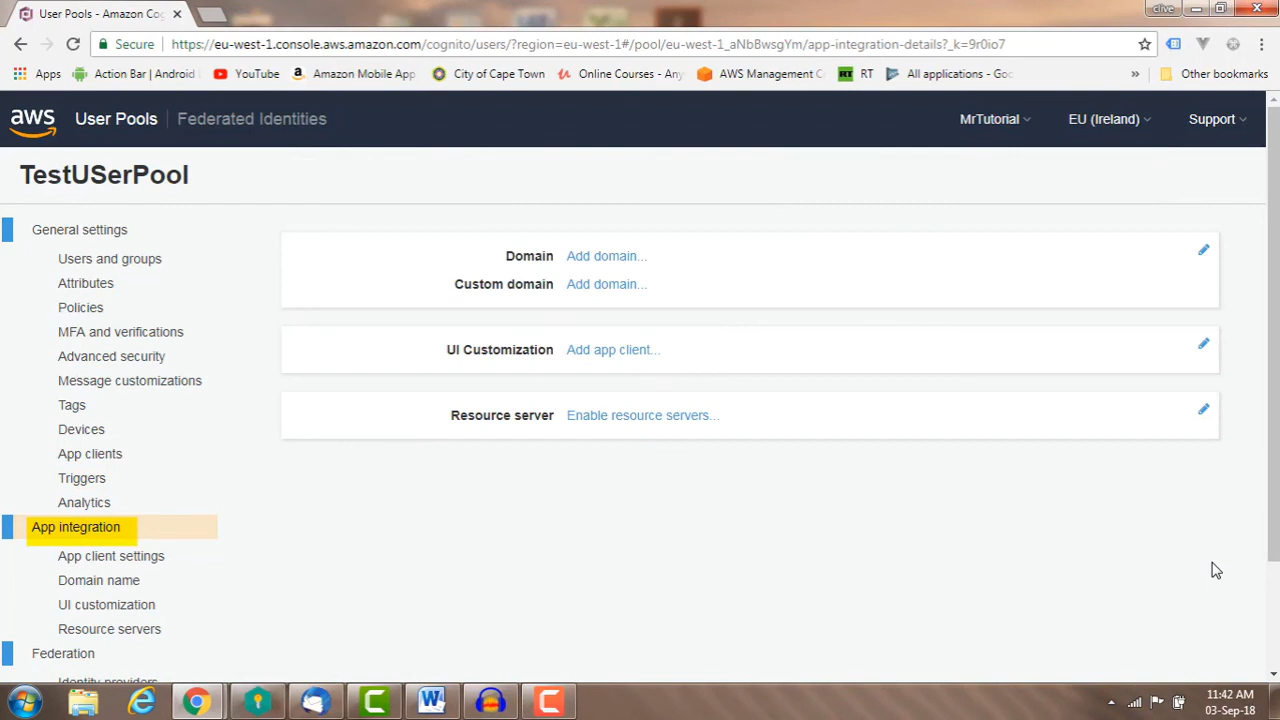 User Pools - Amazon Cog
clive
Secure
https://eu-west-1.console.aws.amazon.com/cognito/users/?region=eu-west-1#/pool/eu-west-1_aNbBwsgYm/app-integration-details?_k=9r0io7
Apps
Action Bar | Android
YouTube
Amazon Mobile App
City of Cape Town
Online Courses - Any
AWS Management C
RT
RT
All applications - Goo
»
Other bookmarks
aws
User Pools
Federated Identities
MrTutorial
EU (Ireland)
Support
TestUSerPool
General settings
Users and groups
Attributes
Policies
MFA and verifications
Advanced security
Message customizations
Tags
Devices
App clients
Triggers
Analytics
App integration
App client settings
Domain name
UI customization
Resource servers
Federation
Identity providers
Domain Add domain...
Custom domain Add domain...
UI Customization Add app client...
Resource server Enable resource servers...
11:42 AM
03-Sep-18